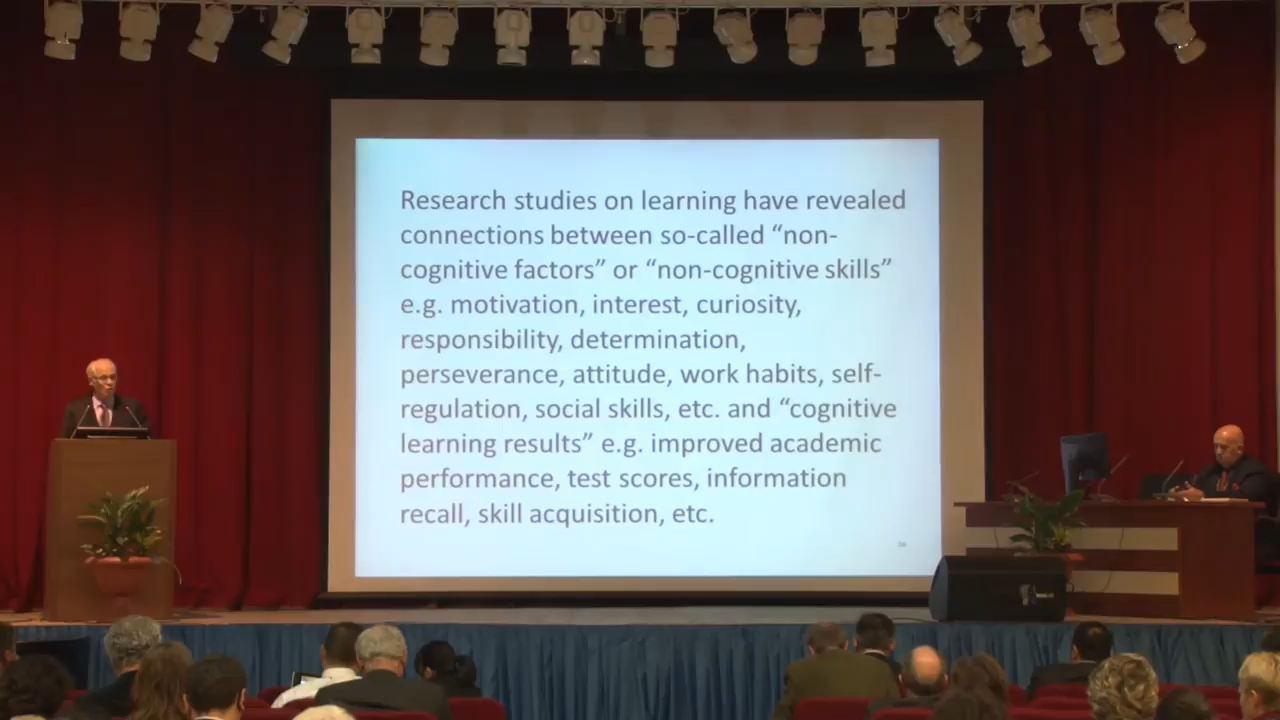 Research studies on learning have revealed
connections between so-called “non-
cognitive factors” or “non-cognitive skills”
e.g. motivation, interest, curiosity,
responsibility, determination,
perseverance, attitude, work habits, self-
regulation, social skills, etc. and “cognitive
learning results” e.g. improved academic
performance, test scores, information
recall, skill acquisition, etc.